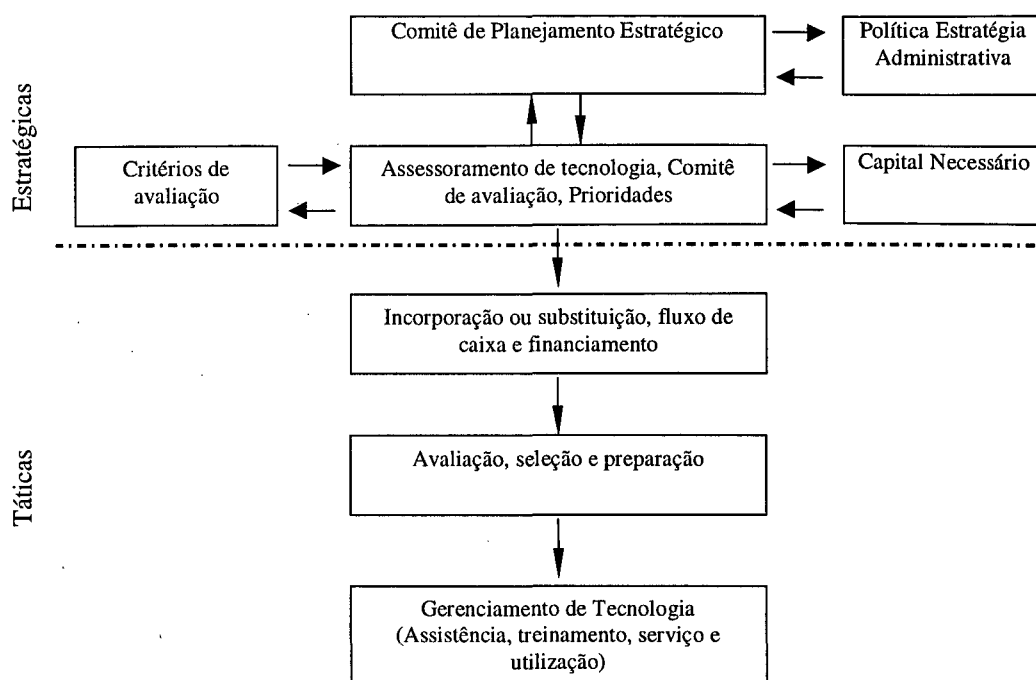 Comitê de Planejamento Estratégico
Política Estratégia
Administrativa
Estratégicas
Critérios de
avaliação
Assessoramento de tecnologia, Comitê
de avaliação, Prioridades
Capital Necessário
Incorporação ou substituição, fluxo de
caixa e financiamento
Táticas
Avaliação, seleção e preparação
Gerenciamento de Tecnologia
(Assistência, treinamento, serviço e
utilização)